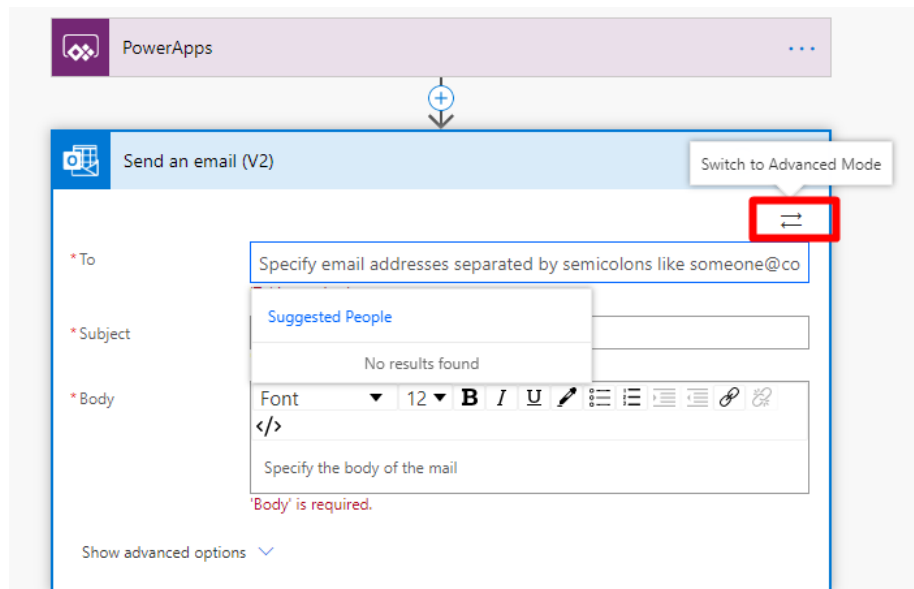 PowerApps
Send an email (V2)
Switch to Advanced Mode
* To
Specify email addresses separated by semicolons like someone@co
Suggested People
* Subject
No results found
* Body
Font 12 B I U
</>
Specify the body of the mail
'Body' is required.
Show advanced options